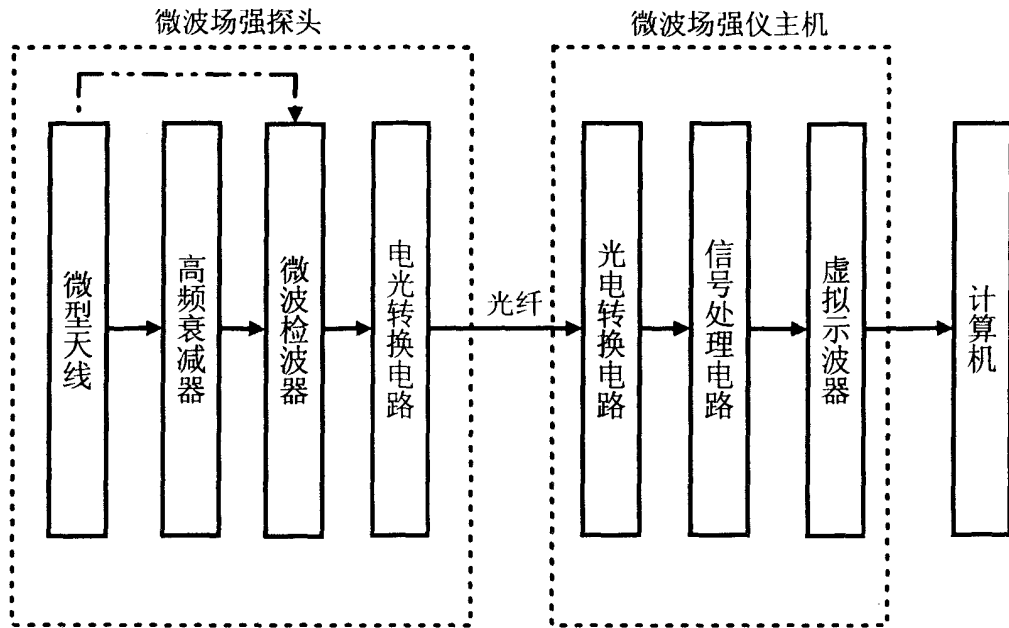 微波场强探头
微波场强仪主机
微型天线
高频衰减器
微波检波器
电光转换电路
光纤
光电转换电路
信号处理电路
虚拟示波器
计算机